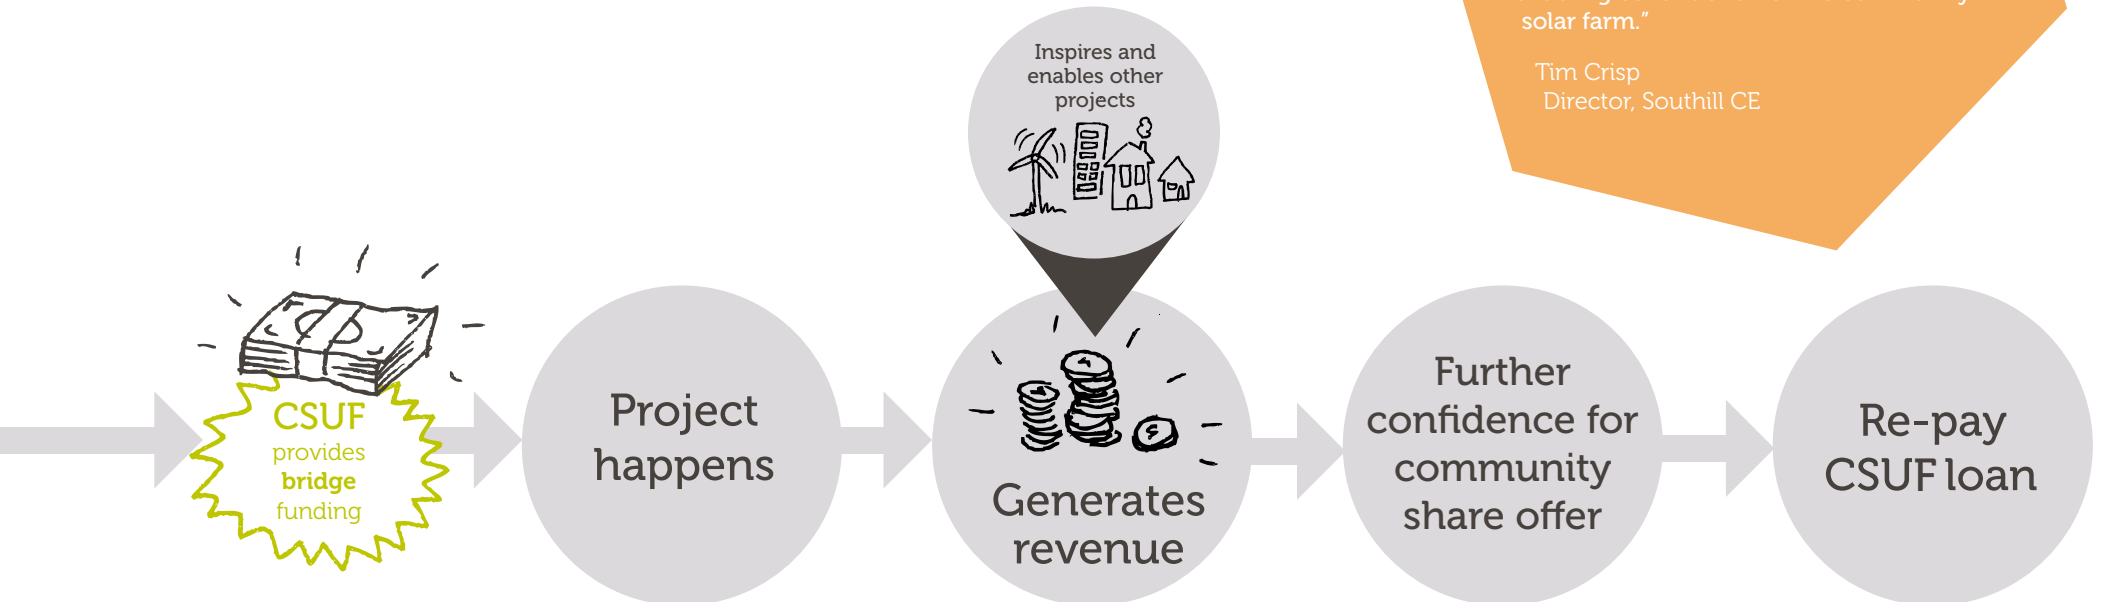 solar farm.”
Tim Crisp
Director, Southill CE
Inspires and
enables other
projects
CSUF
provides
bridge
funding
Project
happens
Generates
revenue
Further
confidence for
community
share offer
Re-pay
CSUF loan